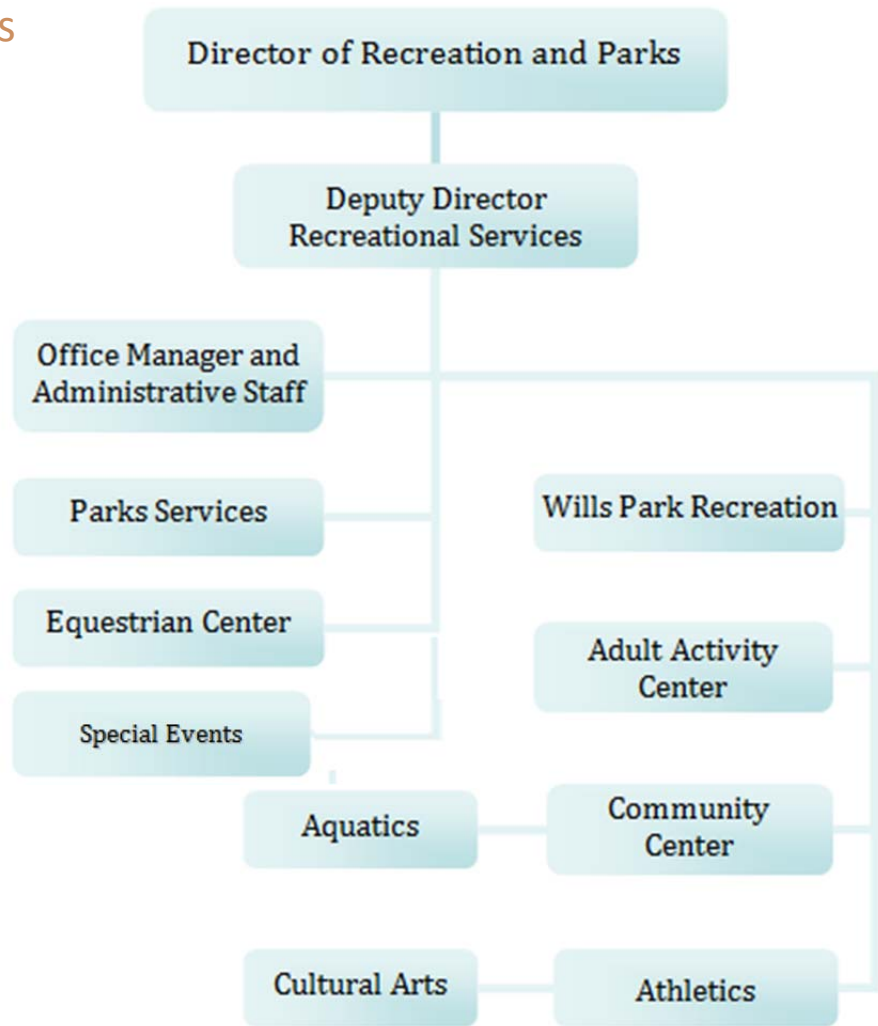 s
Director of Recreation and Parks
Deputy Director
Recreational Services
Office Manager and
Administrative Staff
Parks Services
Wills Park Recreation
Equestrian Center
Adult Activity
Center
Special Events
Aquatics
Community
Center
Cultural Arts
Athletics